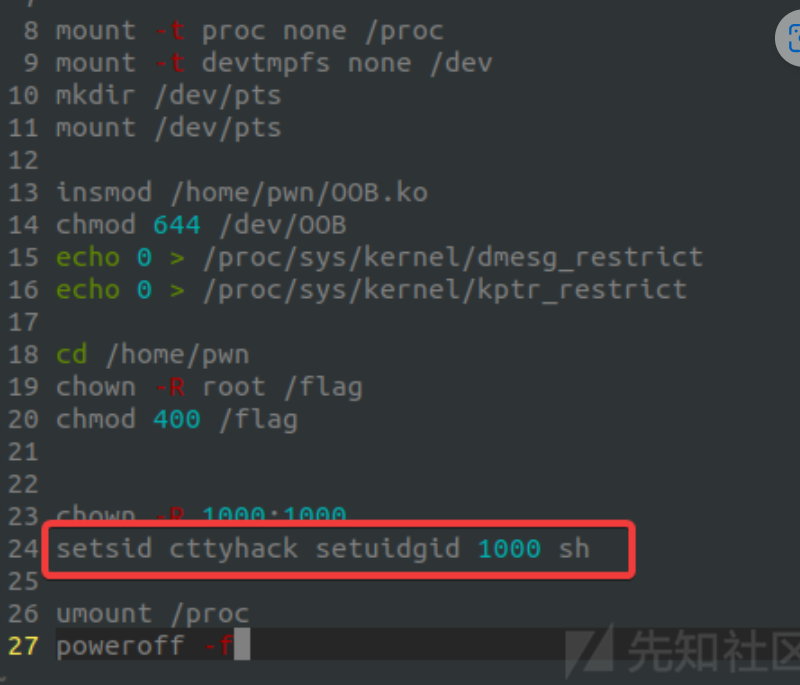 8 mount -t proc none /proc
9 mount -t devtmpfs none /dev
10 mkdir /dev/pts
11 mount /dev/pts
12
13 insmod /home/pwn/OOB.ko
14 chmod 644 /dev/OOB
15 echo 0 > /proc/sys/kernel/dmesg_restrict
16 echo 0 > /proc/sys/kernel/kptr_restrict
17
18 cd /home/pwn
19 chown -R root /flag
20 chmod 400 /flag
21
22
23 chown -R 1000:1000
24 setsid cttyhack setuidgid 1000 sh
25
26 umount /proc
27 poweroff -f
先知社区